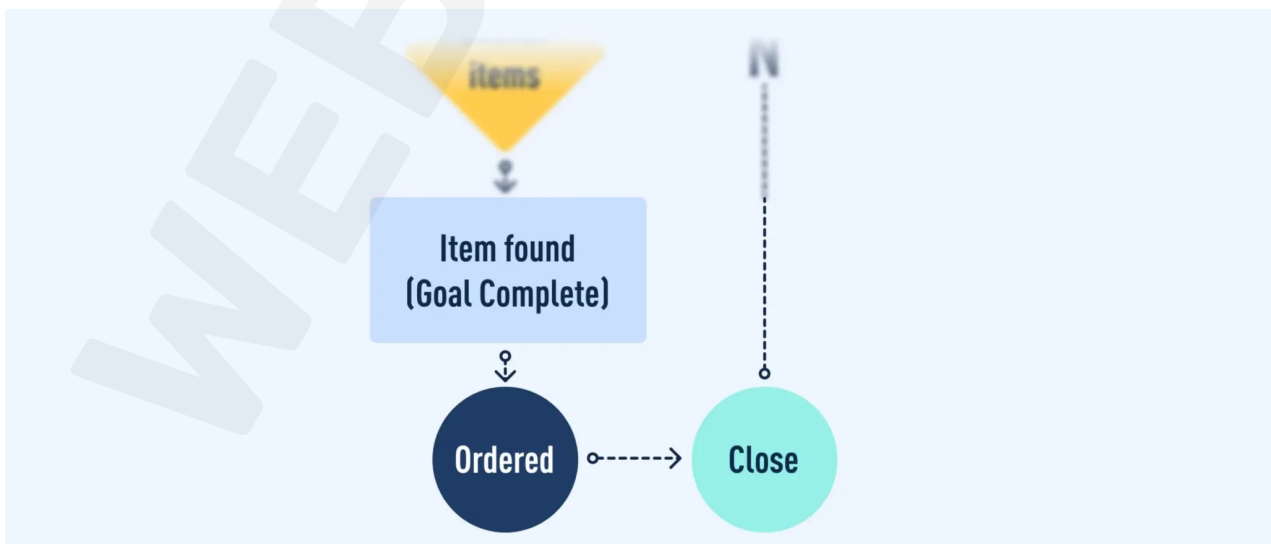 items
N
Item found
(Goal Complete)
Ordered
Close